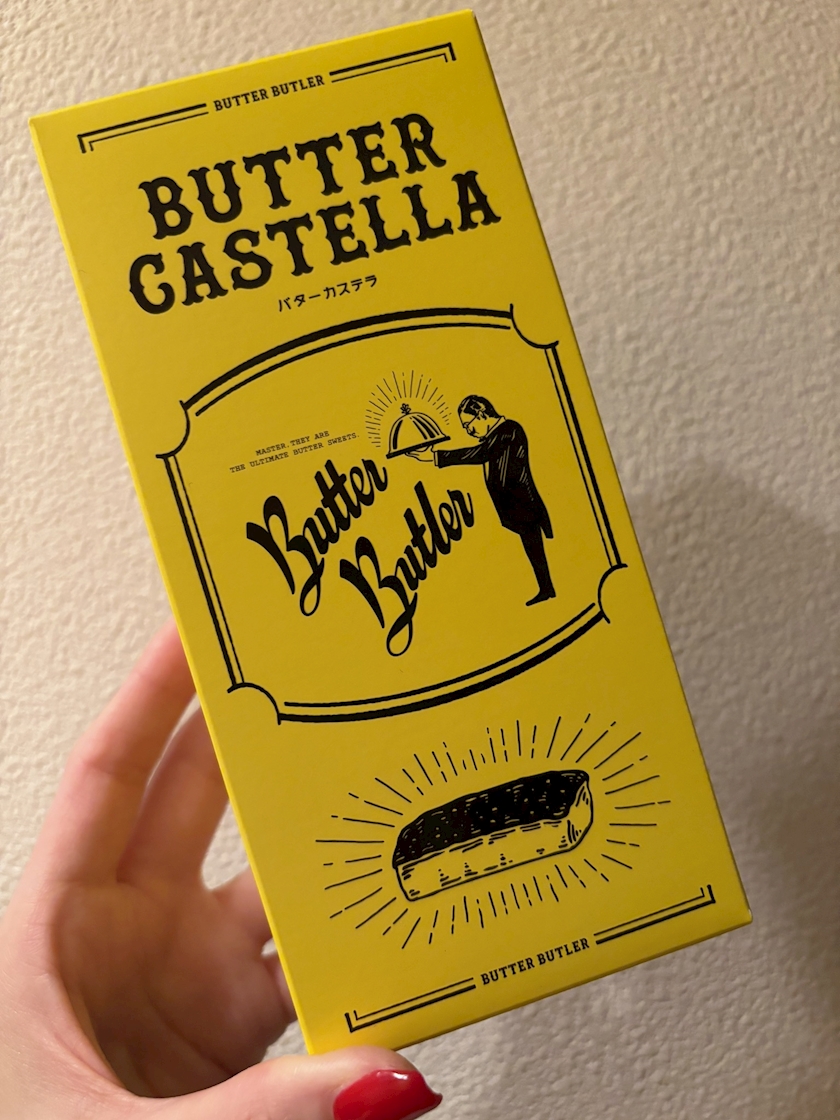 BUTTER BUTLER
BUTTER
CASTELLA
バターカステラ
MASTER, THEY ARE
THE ULTIMATE BUTTER SWEETS.
Butter
Butler
BUTTER BUTLER